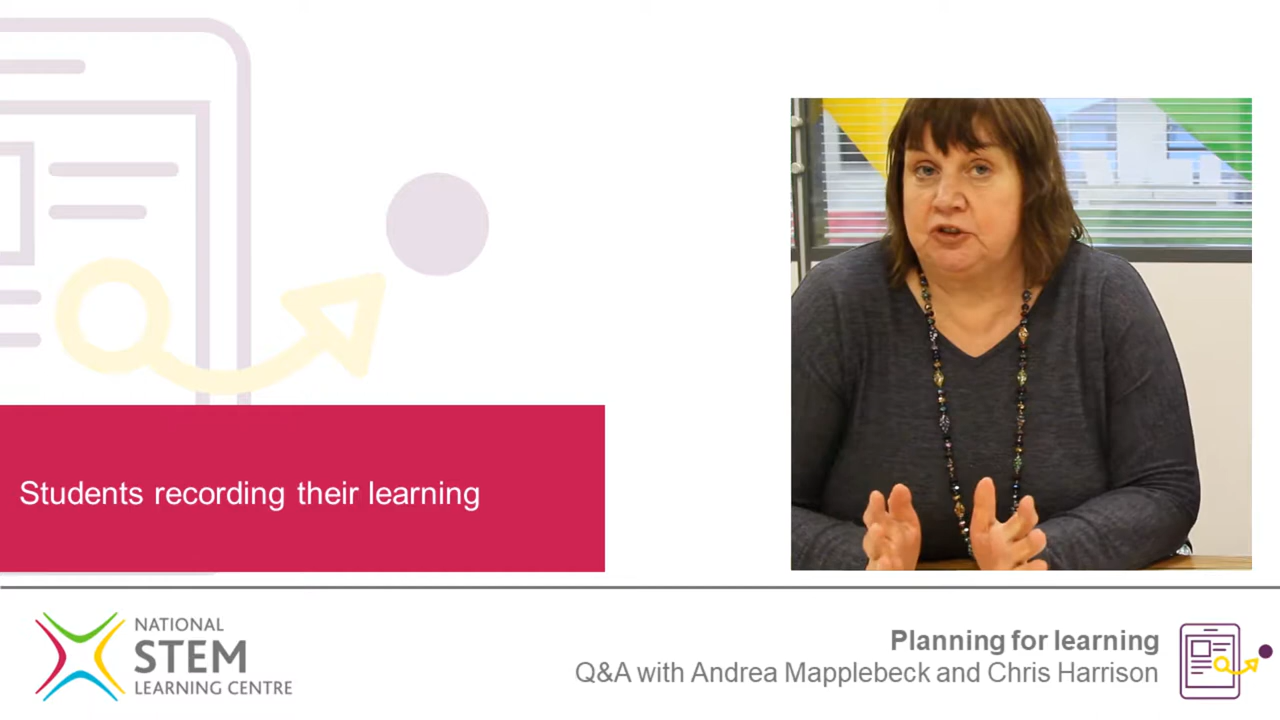 Students recording their learning
NATIONAL
STEM
LEARNING CENTRE
Planning for learning
Q&A with Andrea Mapplebeck and Chris Harrison